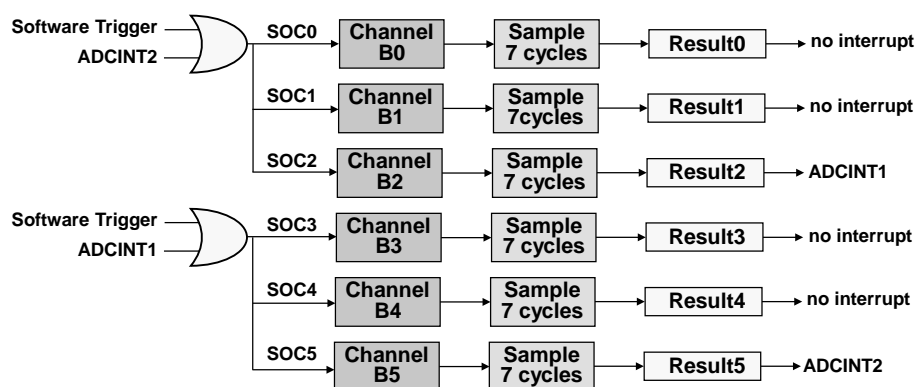 Software Trigger
ADCINT2
SOC0
Channel
B0
Sample
7 cycles
Result0
no interrupt
SOC1
Channel
B1
Sample
7cycles
Result1
no interrupt
SOC2
Channel
B2
Sample
7 cycles
Result2
ADCINT1
Software Trigger
ADCINT1
SOC3
Channel
B3
Sample
7 cycles
Result3
no interrupt
SOC4
Channel
B4
Sample
7 cycles
Result4
no interrupt
SOC5
Channel
B5
Sample
7 cycles
Result5
ADCINT2